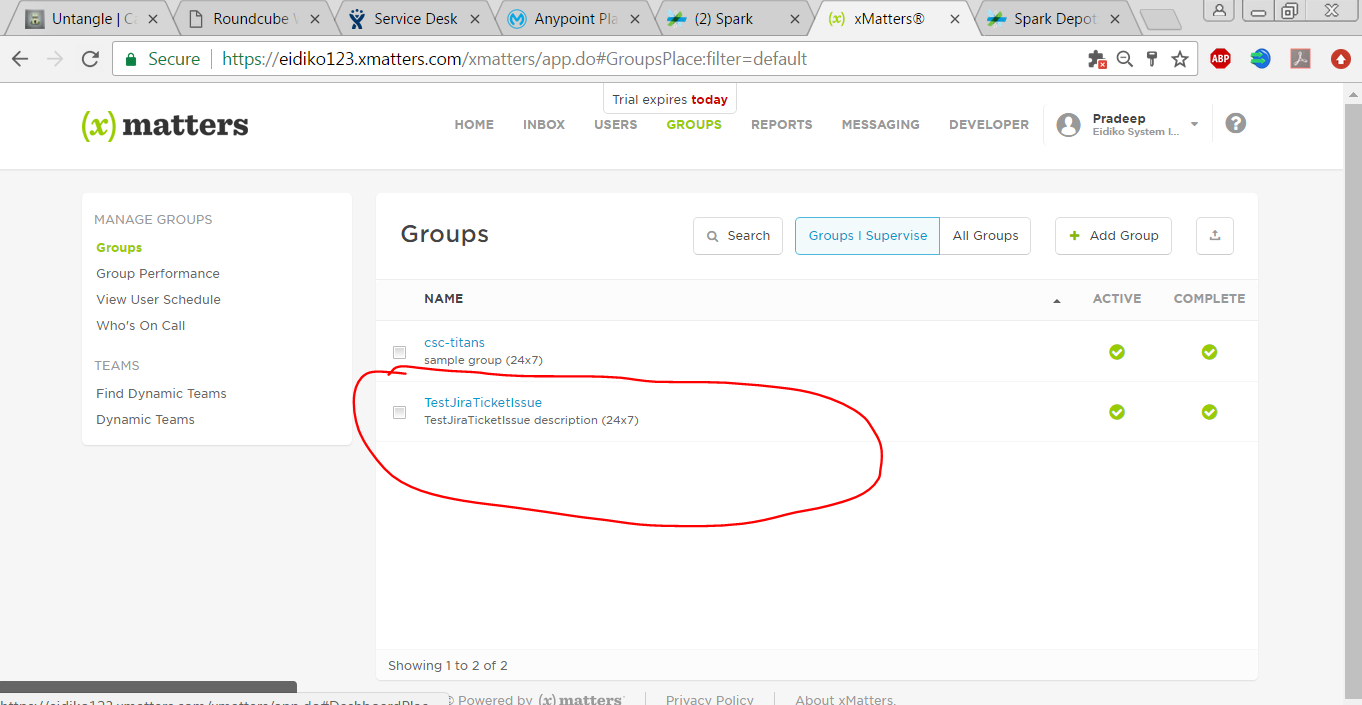 Untangle | Ca
Roundcube
Service Desk
Anypoint Pla
(2) Spark
xMatters®
Spark Depot
Secure
https://eidiko123.xmatters.com/xmatters/app.do#GroupsPlace:filter=default
ABP
Trial expires today
(x) matters
HOME
INBOX
USERS
GROUPS
REPORTS
MESSAGING
DEVELOPER
Pradeep
Eidiko System I...
?
MANAGE GROUPS
Groups
Group Performance
View User Schedule
Who's On Call
TEAMS
Find Dynamic Teams
Dynamic Teams
Groups
Search
Groups I Supervise
All Groups
+ Add Group
NAME
ACTIVE
COMPLETE
csc-titans
sample group (24x7)
TestJiraTicketIssue
TestJiraTicketIssue description (24x7)
Showing 1 to 2 of 2
Powered by (x) matters
Privacy Policy
About xMatters.